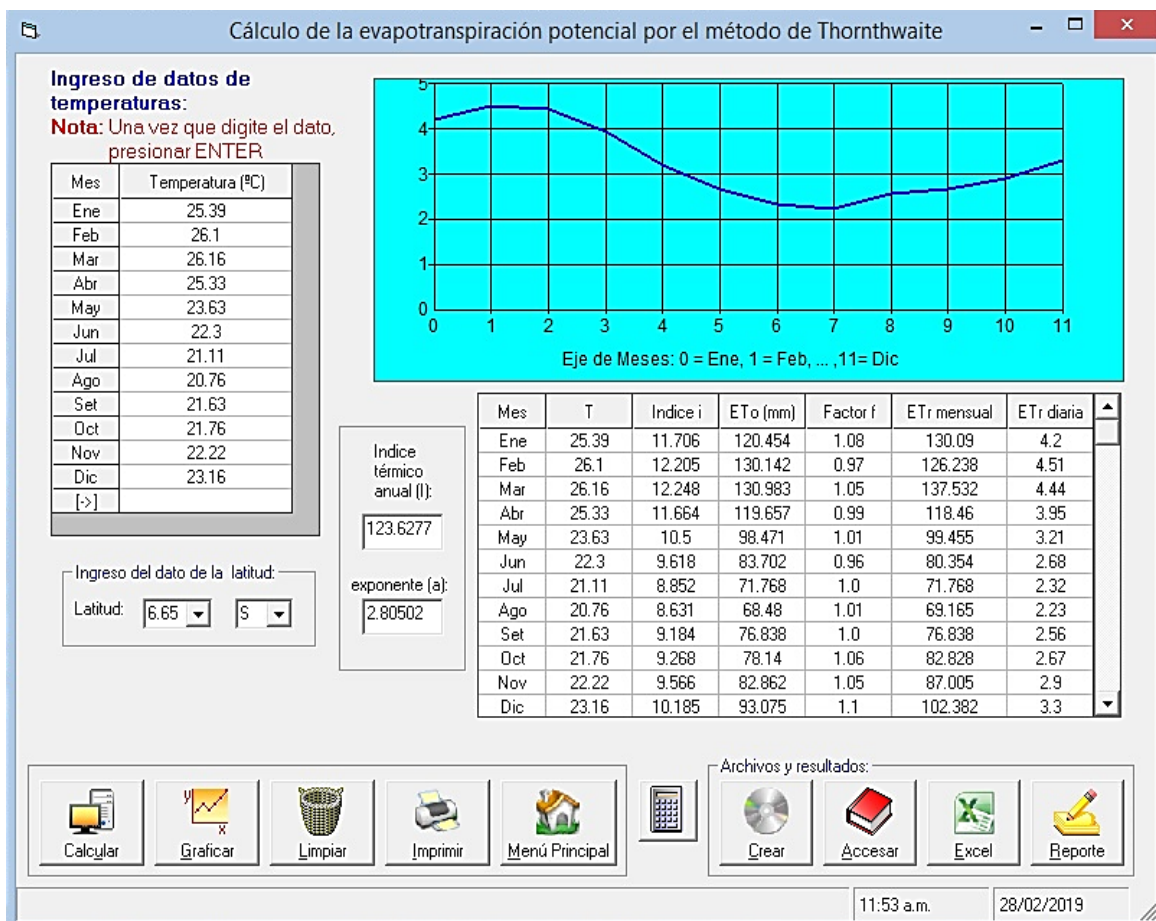 Cálculo de la evapotranspiración potencial por el método de Thornthwaite
Ingreso de datos de
temperaturas:
Nota: Una vez que digite el dato,
presionar ENTER
Mes Temperatura (ºC)
Ene 25.39
Feb 26.1
Mar 26.16
Abr 25.33
May 23.63
Jun 22.3
Jul 21.11
Ago 20.76
Set 21.63
Oct 21.76
Nov 22.22
Dic 23.16
[->]
Ingreso del dato de la latitud:
Latitud: 6.65 S
5
4
3
2
1
0
0 1 2 3 4 5 6 7 8 9 10 11
Eje de Meses: 0 = Ene, 1 = Feb, ... ,11= Dic
Indice
térmico
anual (I):
123.6277
exponente (a):
2.80502
Mes T Indice i ETo (mm) Factor f ETr mensual ETr diaria
Ene 25.39 11.706 120.454 1.08 130.09 4.2
Feb 26.1 12.205 130.142 0.97 126.238 4.51
Mar 26.16 12.248 130.983 1.05 137.532 4.44
Abr 25.33 11.664 119.657 0.99 118.46 3.95
May 23.63 10.5 98.471 1.01 99.455 3.21
Jun 22.3 9.618 83.702 0.96 80.354 2.68
Jul 21.11 8.852 71.768 1.0 71.768 2.32
Ago 20.76 8.631 68.48 1.01 69.165 2.23
Set 21.63 9.184 76.838 1.0 76.838 2.56
Oct 21.76 9.268 78.14 1.06 82.828 2.67
Nov 22.22 9.566 82.862 1.05 87.005 2.9
Dic 23.16 10.185 93.075 1.1 102.382 3.3
Calcular Graficar Limpiar Imprimir Menú Principal
Archivos y resultados:
Crear Accesar Excel Reporte
11:53 a.m. 28/02/2019